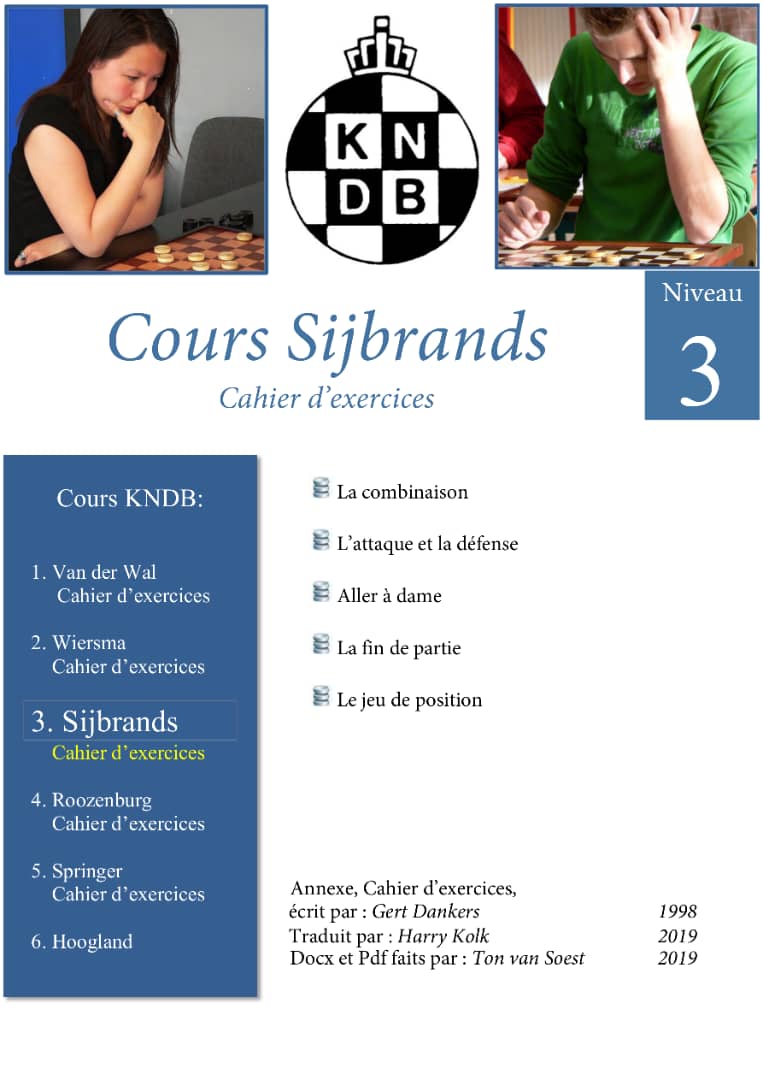 K N
D B
Niveau
3
Cours Sijbrands
Cahier d'exercices
Cours KNDB:
1. Van der Wal
Cahier d'exercices
2. Wiersma
Cahier d'exercices
3. Sijbrands
Cahier d'exercices
4. Roozenburg
Cahier d'exercices
5. Springer
Cahier d'exercices
6. Hoogland
La combinaison
L'attaque et la défense
Aller à dame
La fin de partie
Le jeu de position
Annexe, Cahier d'exercices,
écrit par : Gert Dankers 1998
Traduit par : Harry Kolk 2019
Docx et Pdf faits par : Ton van Soest 2019